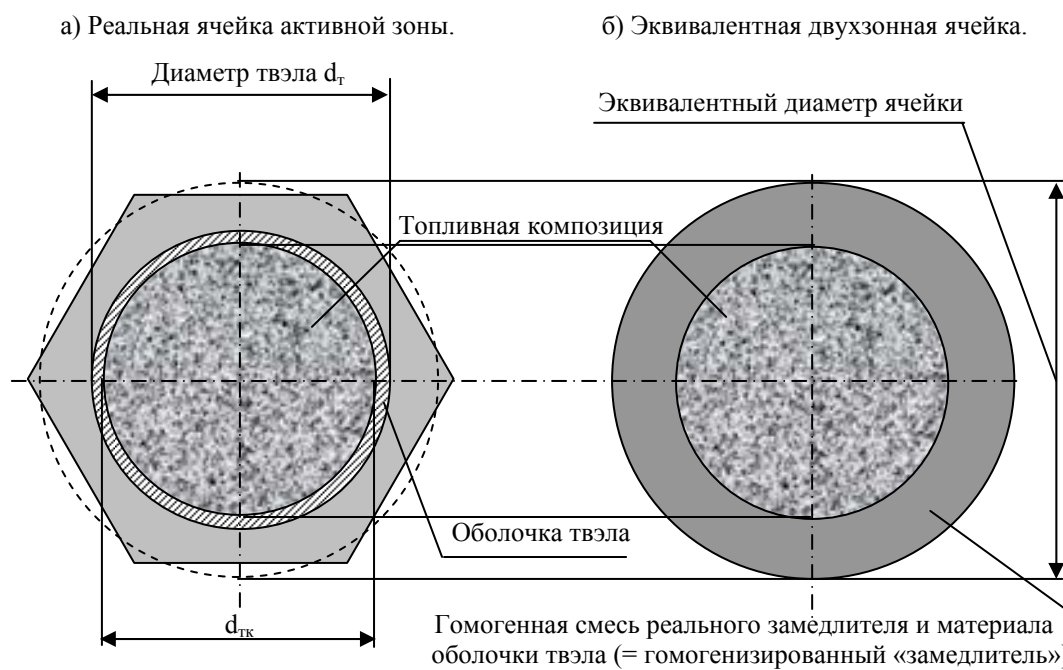 а) Реальная ячейка активной зоны.
б) Эквивалентная двухзонная ячейка.
Диаметр твэла dт
Эквивалентный диаметр ячейки
Топливная композиция
Оболочка твэла
dтк
Гомогенная смесь реального замедлителя и материала
оболочки твэла (= гомогенизированный «замедлитель»